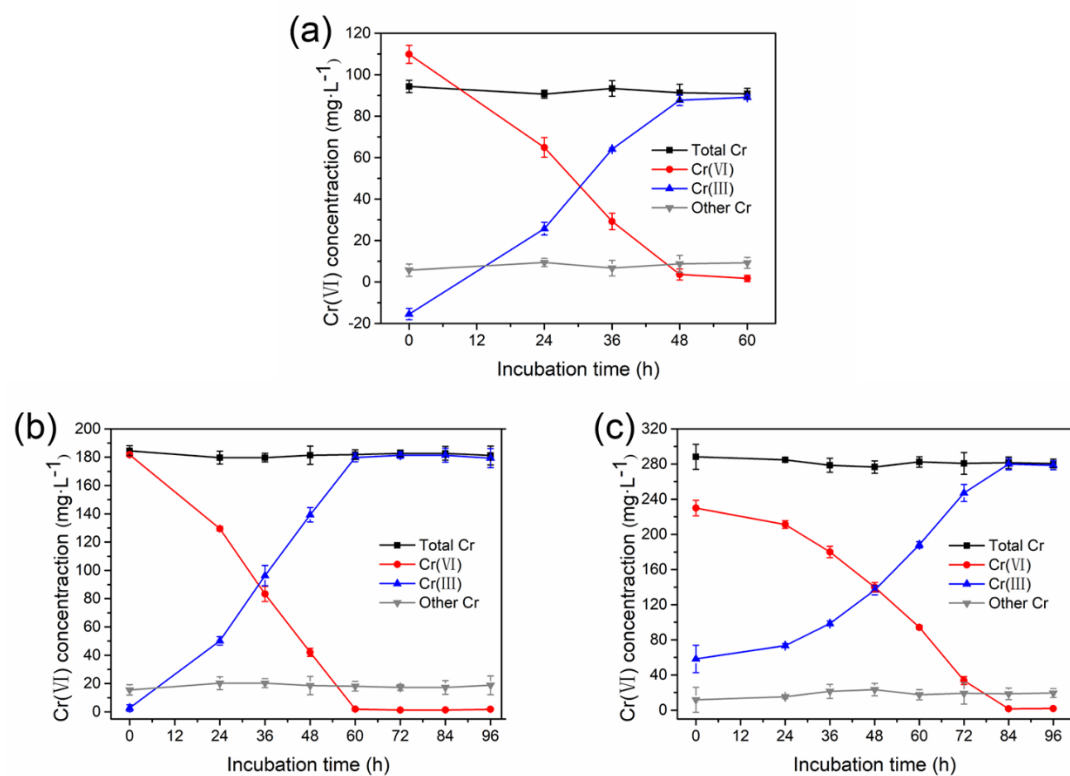 (a)
Cr(Ⅵ) concentration (mg·L⁻¹)
120
100
80
60
40
20
0
-20
Total Cr
Cr(Ⅵ)
Cr(Ⅲ)
Other Cr
0 12 24 36 48 60
Incubation time (h)
(b)
Cr(Ⅵ) concentration (mg·L⁻¹)
200
180
160
140
120
100
80
60
40
20
0
Total Cr
Cr(Ⅵ)
Cr(Ⅲ)
Other Cr
0 12 24 36 48 60 72 84 96
Incubation time (h)
(c)
Cr(Ⅵ) concentration (mg·L⁻¹)
320
280
240
200
160
120
80
40
0
Total Cr
Cr(Ⅵ)
Cr(Ⅲ)
Other Cr
0 12 24 36 48 60 72 84 96
Incubation time (h)